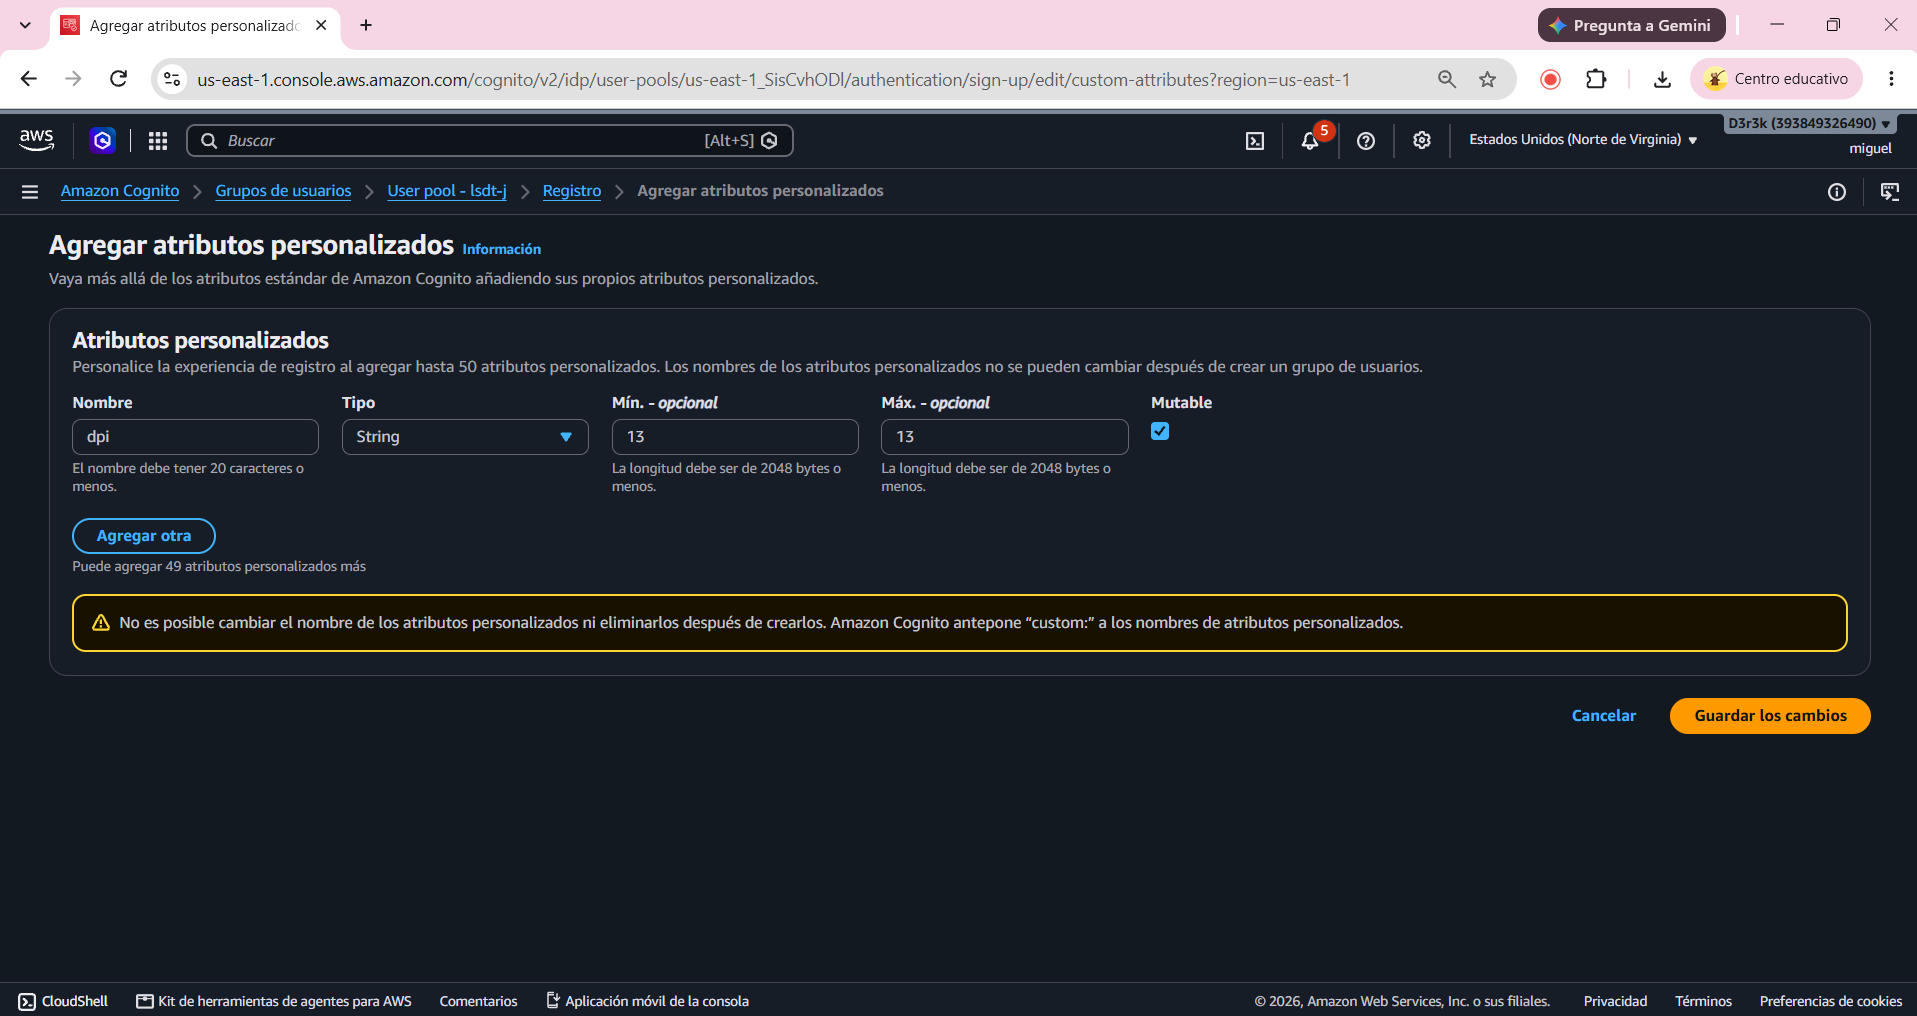 Agregar atributos personalizado
Pregunta a Gemini
us-east-1.console.aws.amazon.com/cognito/v2/idp/user-pools/us-east-1_SisCvhODl/authentication/sign-up/edit/custom-attributes?region=us-east-1
Centro educativo
aws
Buscar
[Alt+S]
5
Estados Unidos (Norte de Virginia)
D3r3k (393849326490)
miguel
Amazon Cognito
Grupos de usuarios
User pool - lsdt-j
Registro
Agregar atributos personalizados
Agregar atributos personalizados Información
Vaya más allá de los atributos estándar de Amazon Cognito añadiendo sus propios atributos personalizados.
Atributos personalizados
Personalice la experiencia de registro al agregar hasta 50 atributos personalizados. Los nombres de los atributos personalizados no se pueden cambiar después de crear un grupo de usuarios.
Nombre
dpi
El nombre debe tener 20 caracteres o
menos.
Tipo
String
Mín. - opcional
13
La longitud debe ser de 2048 bytes o
menos.
Máx. - opcional
13
La longitud debe ser de 2048 bytes o
menos.
Mutable
Agregar otra
Puede agregar 49 atributos personalizados más
No es posible cambiar el nombre de los atributos personalizados ni eliminarlos después de crearlos. Amazon Cognito antepone “custom:” a los nombres de atributos personalizados.
Cancelar
Guardar los cambios
CloudShell
Kit de herramientas de agentes para AWS
Comentarios
Aplicación móvil de la consola
© 2026, Amazon Web Services, Inc. o sus filiales.
Privacidad
Términos
Preferencias de cookies